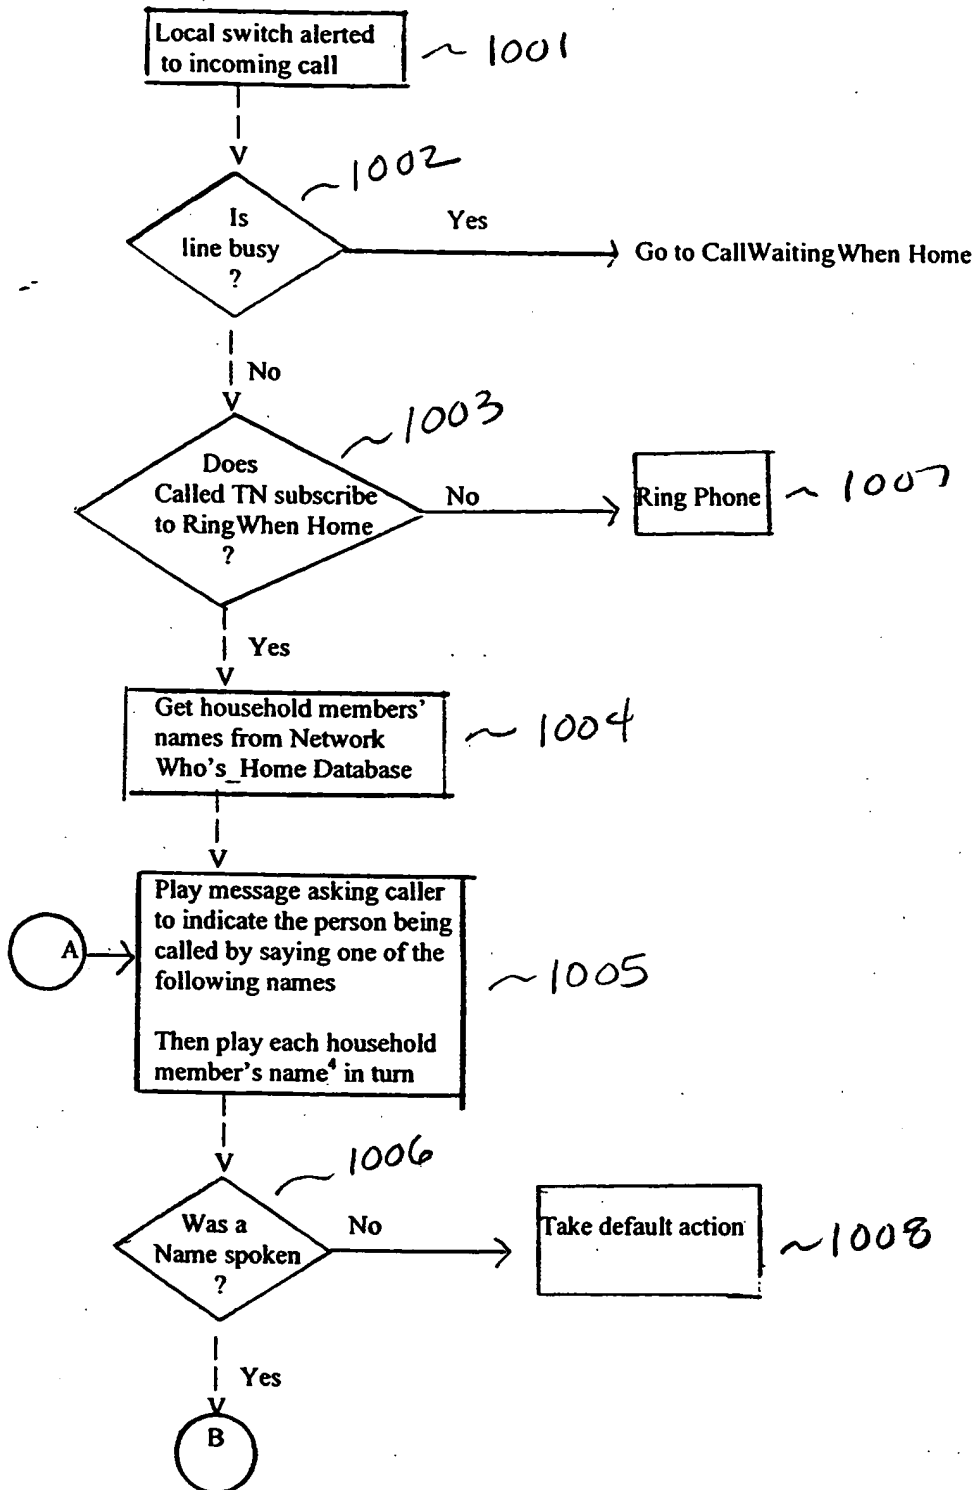 Local switch alerted
to incoming call
~ 1001
V
~ 1002
Is
line busy
?
Yes
Go to CallWaitingWhen Home
No
V
~ 1003
Does
Called TN subscribe
to RingWhen Home
?
No
Ring Phone
~ 1007
Yes
V
Get household members'
names from Network
Who's_Home Database
~ 1004
V
A
Play message asking caller
to indicate the person being
called by saying one of the
following names
Then play each household
member's name⁴ in turn
~ 1005
V
~ 1006
Was a
Name spoken
?
No
Take default action
~ 1008
Yes
V
B